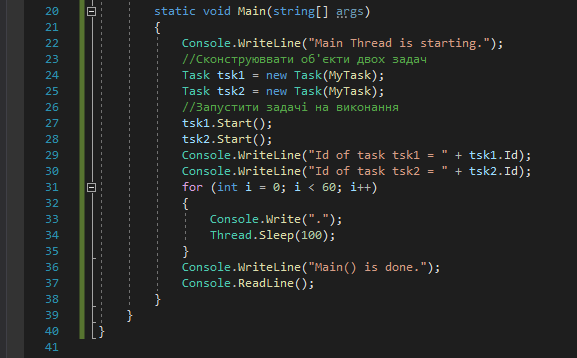 20 static void Main(string[] args)
21 {
22 Console.WriteLine("Main Thread is starting.");
23 //Сконструювати об'єкти двох задач
24 Task tsk1 = new Task(MyTask);
25 Task tsk2 = new Task(MyTask);
26 //Запустити задачі на виконання
27 tsk1.Start();
28 tsk2.Start();
29 Console.WriteLine("Id of task tsk1 = " + tsk1.Id);
30 Console.WriteLine("Id of task tsk2 = " + tsk2.Id);
31 for (int i = 0; i < 60; i++)
32 {
33 Console.Write(".");
34 Thread.Sleep(100);
35 }
36 Console.WriteLine("Main() is done.");
37 Console.ReadLine();
38 }
39 }
40 }
41